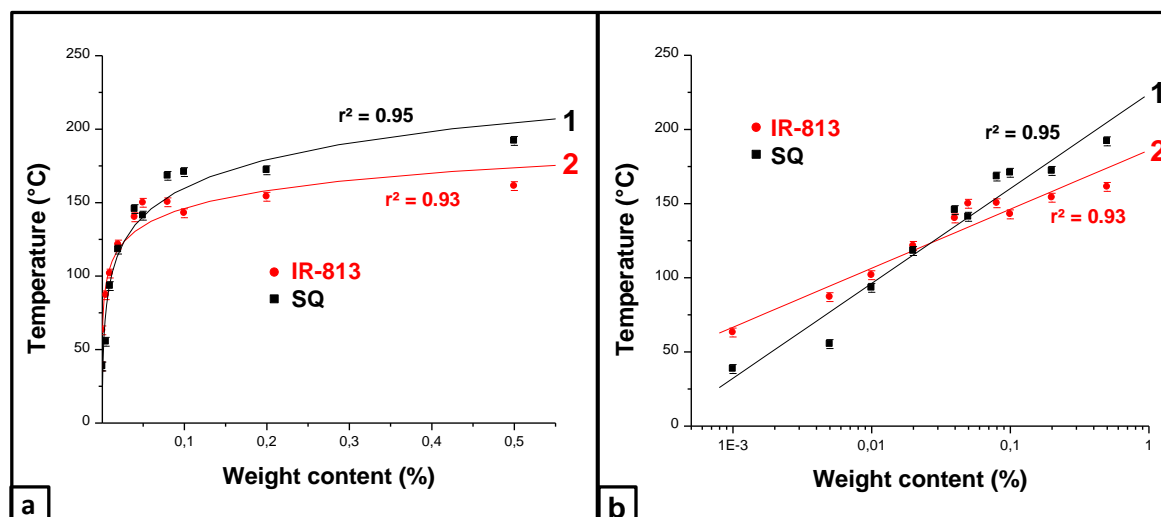 250
200
150
100
50
0
Temperature (°C)
r² = 0.95
1
2
r² = 0.93
IR-813
SQ
0,1
0,2
0,3
0,4
0,5
Weight content (%)
a
250
200
150
100
50
0
Temperature (°C)
IR-813
SQ
r² = 0.95
1
2
r² = 0.93
1E-3
0,01
0,1
1
Weight content (%)
b